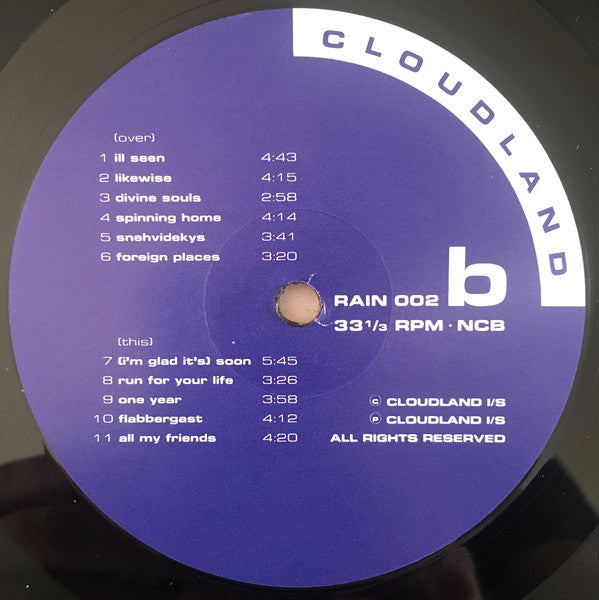 CLOUDLAND
(over)
1 ill seen 4:43
2 likewise 4:15
3 divine souls 2:58
4 spinning home 4:14
5 snehvidekys 3:41
6 foreign places 3:20
b
RAIN 002
33 1/3 RPM · NCB
(this)
7 (i'm glad it's) soon 5:45
8 run for your life 3:26
9 one year 3:58
10 flabbergast 4:12
11 all my friends 4:20
© CLOUDLAND I/S
℗ CLOUDLAND I/S
ALL RIGHTS RESERVED